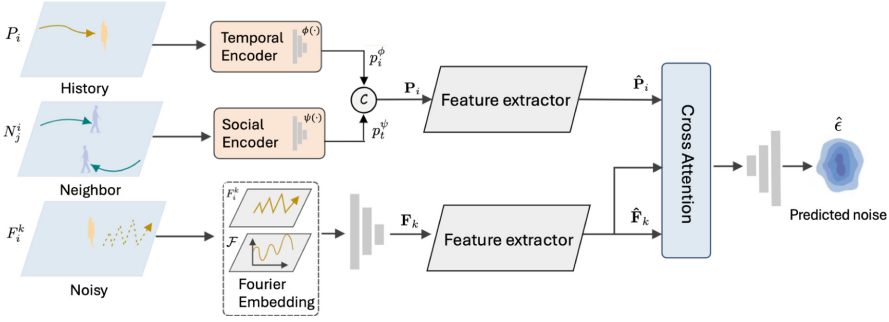 P_i
History
Temporal
Encoder
ϕ(·)
p_i^ϕ
N_j^i
Neighbor
Social
Encoder
ψ(·)
p_t^ψ
C
𝐏_i
Feature extractor
𝐏̂_i
Cross Attention
ϵ̂
Predicted noise
F_i^k
Noisy
F_i^k
ℱ
Fourier
Embedding
𝐅_k
Feature extractor
𝐅̂_k